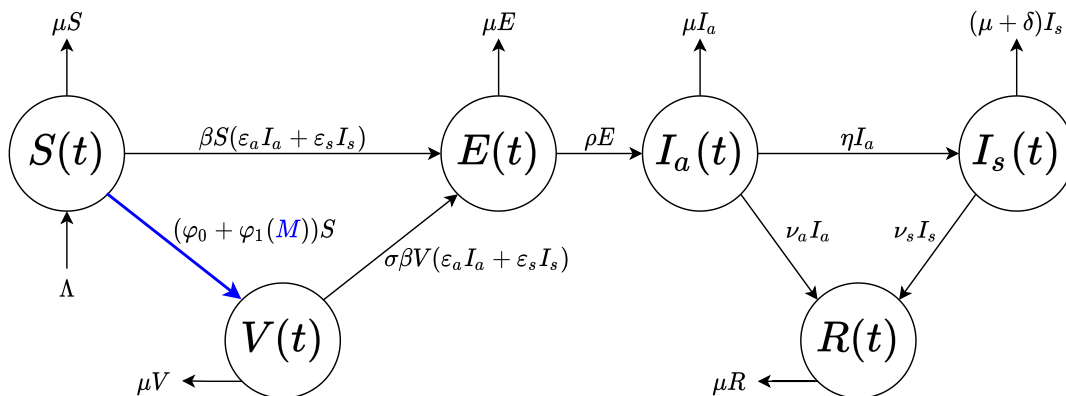 μS
μE
μI_a
(μ + δ)I_s
S(t)
βS(ε_a I_a + ε_s I_s)
E(t)
ρE
I_a(t)
ηI_a
I_s(t)
(φ_0 + φ_1(M))S
ν_a I_a
ν_s I_s
σβV(ε_a I_a + ε_s I_s)
Λ
V(t)
R(t)
μV
μR